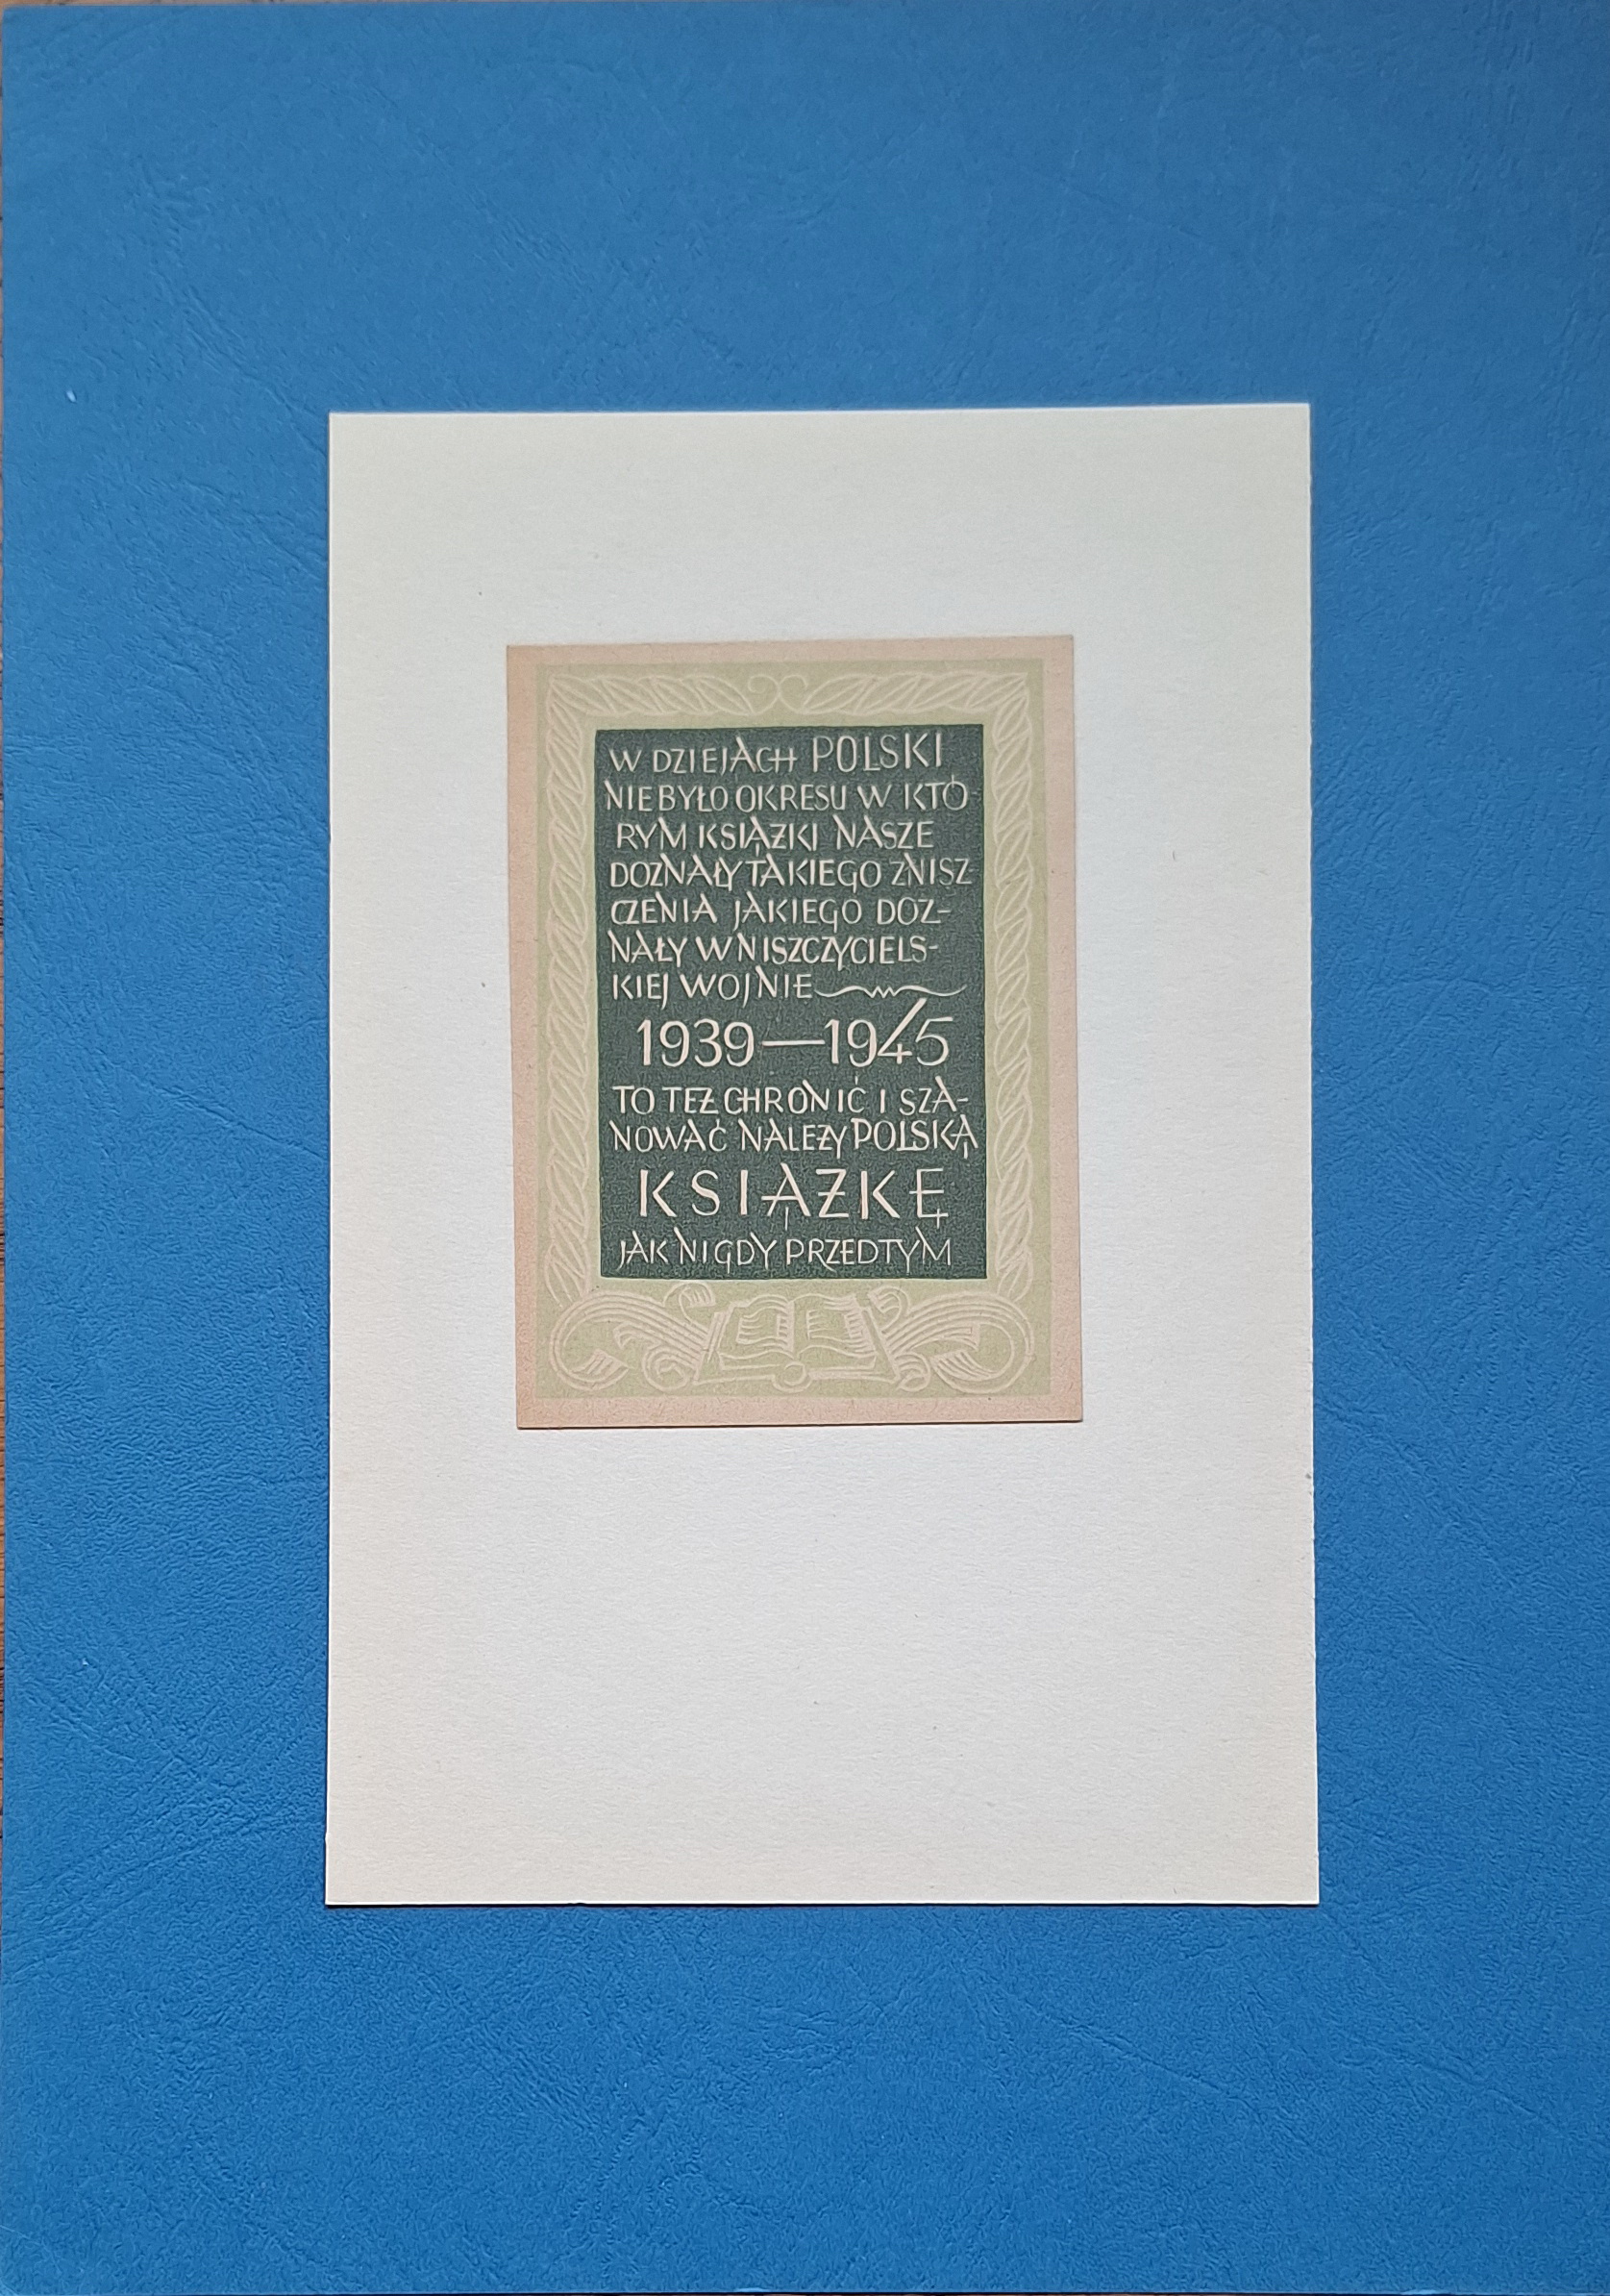 W DZIEJACH POLSKI
NIE BYŁO OKRESU W KTÓ-
RYM KSIĄŻKI NASZE
DOZNAŁY TAKIEGO ZNISZ-
CZENIA JAKIEGO DOZ-
NAŁY W NISZCZYCIELS-
KIEJ WOJNIE
1939—1945
TO TEŻ CHRONIĆ I SZA-
NOWAĆ NALEŻY POLSKĄ
KSIĄŻKĘ
JAK NIGDY PRZEDTYM